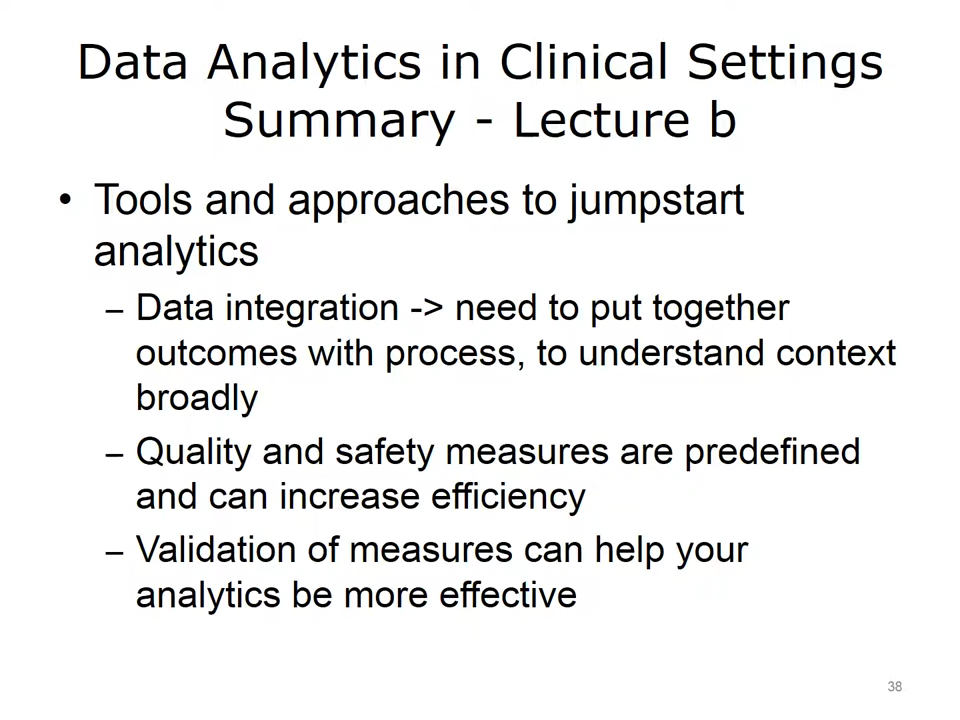 Data Analytics in Clinical Settings
Summary - Lecture b
• Tools and approaches to jumpstart
analytics
– Data integration -> need to put together
outcomes with process, to understand context
broadly
– Quality and safety measures are predefined
and can increase efficiency
– Validation of measures can help your
analytics be more effective
38